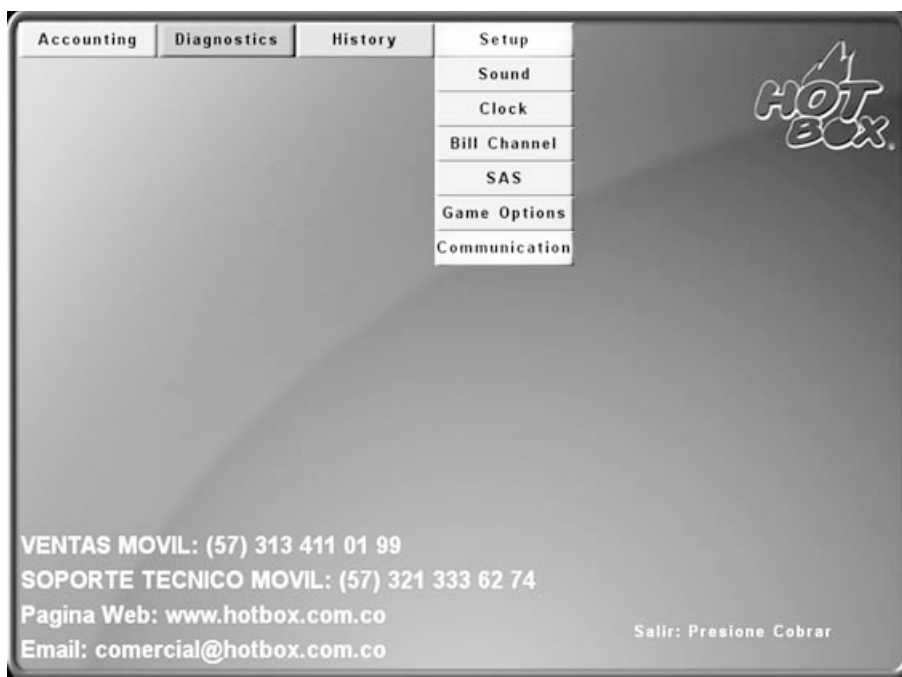 Accounting Diagnostics History Setup
Sound
Clock
Bill Channel
SAS
Game Options
Communication
HOT
BOX
VENTAS MOVIL: (57) 313 411 01 99
SOPORTE TECNICO MOVIL: (57) 321 333 62 74
Pagina Web: www.hotbox.com.co
Email: comercial@hotbox.com.co
Salir: Presione Cobrar